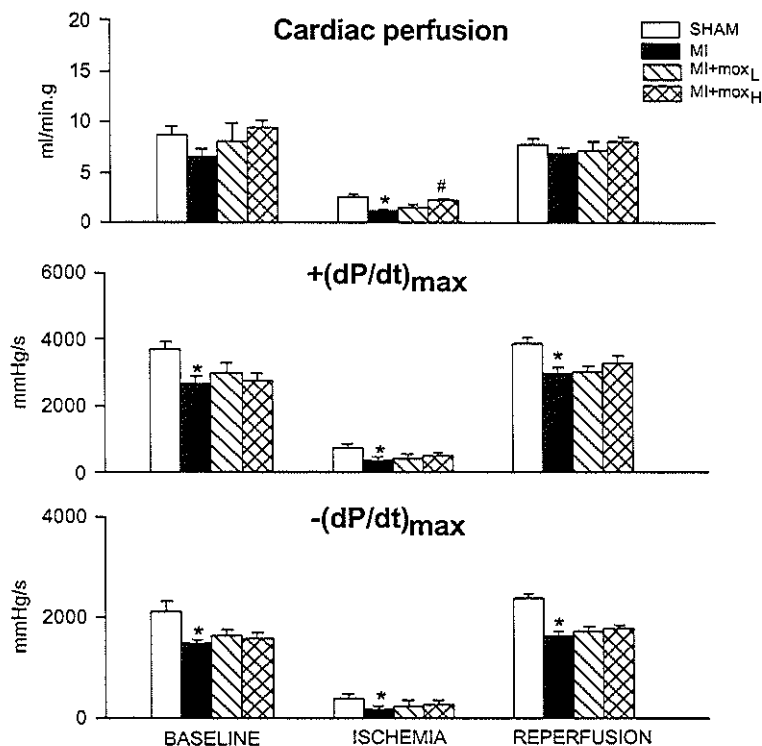 Cardiac perfusion
SHAM
MI
MI+moxL
MI+moxH
20
15
10
5
0
ml/min.g
*
#
+(dP/dt)max
6000
4000
2000
0
mmHg/s
*
*
*
-(dP/dt)max
4000
2000
0
mmHg/s
*
*
*
BASELINE ISCHEMIA REPERFUSION